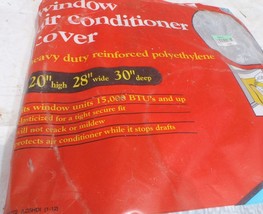 window
air conditioner
cover
heavy duty reinforced polyethylene
20" high 28" wide 30" deep
fits window units 15,000 BTU's and up
elasticized for a tight secure fit
will not crack or mildew
protects air conditioner while it stops drafts